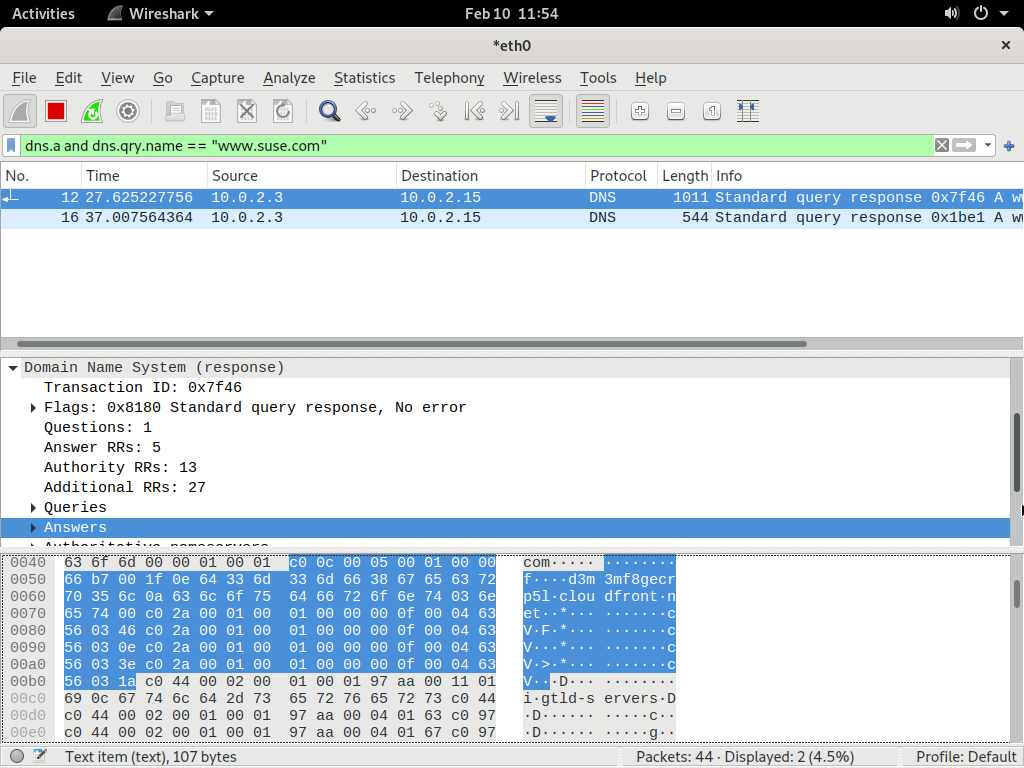 Activities Wireshark Feb 10 11:54
*eth0
File Edit View Go Capture Analyze Statistics Telephony Wireless Tools Help
dns.a and dns.qry.name == "www.suse.com"
No. Time Source Destination Protocol Length Info
12 27.625227756 10.0.2.3 10.0.2.15 DNS 1011 Standard query response 0x7f46 A
16 37.007564364 10.0.2.3 10.0.2.15 DNS 544 Standard query response 0x1be1 A
Domain Name System (response)
Transaction ID: 0x7f46
Flags: 0x8180 Standard query response, No error
Questions: 1
Answer RRs: 5
Authority RRs: 13
Additional RRs: 27
Queries
Answers
Authoritative nameservers
0040 63 6f 6d 00 00 01 00 01 c0 0c 00 05 00 01 00 00 com····· ········
0050 66 b7 00 1f 0e 64 33 6d 33 6d 66 38 67 65 63 72 f····d3m 3mf8gecr
0060 70 35 6c 0a 63 6c 6f 75 64 66 72 6f 6e 74 03 6e p5l·clou dfront·n
0070 65 74 00 c0 2a 00 01 00 01 00 00 00 0f 00 04 63 et··*··· ·······c
0080 56 03 46 c0 2a 00 01 00 01 00 00 00 0f 00 04 63 V·F·*··· ·······c
0090 56 03 0e c0 2a 00 01 00 01 00 00 00 0f 00 04 63 V···*··· ·······c
00a0 56 03 3e c0 2a 00 01 00 01 00 00 00 0f 00 04 63 V·>·*··· ·······c
00b0 56 03 1a c0 44 00 02 00 01 00 01 97 aa 00 11 01 V···D··· ········
00c0 69 0c 67 74 6c 64 2d 73 65 72 76 65 72 73 c0 44 i·gtld-s ervers·D
00d0 c0 44 00 02 00 01 00 01 97 aa 00 04 01 63 c0 97 ·D······ ·····c··
00e0 c0 44 00 02 00 01 00 01 97 aa 00 04 01 67 c0 97 ·D······ ·····g··
Text item (text), 107 bytes Packets: 44 · Displayed: 2 (4.5%) Profile: Default